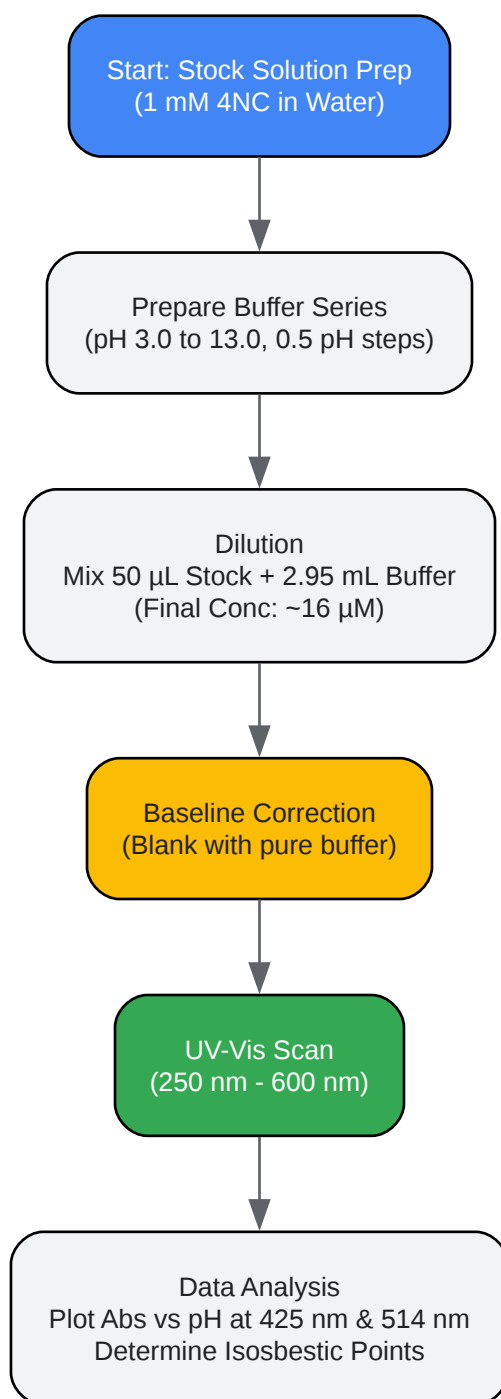 Start: Stock Solution Prep
(1 mM 4NC in Water)
Prepare Buffer Series
(pH 3.0 to 13.0, 0.5 pH steps)
Dilution
Mix 50 µL Stock + 2.95 mL Buffer
(Final Conc: ~16 µM)
Baseline Correction
(Blank with pure buffer)
UV-Vis Scan
(250 nm - 600 nm)
Data Analysis
Plot Abs vs pH at 425 nm & 514 nm
Determine Isosbestic Points